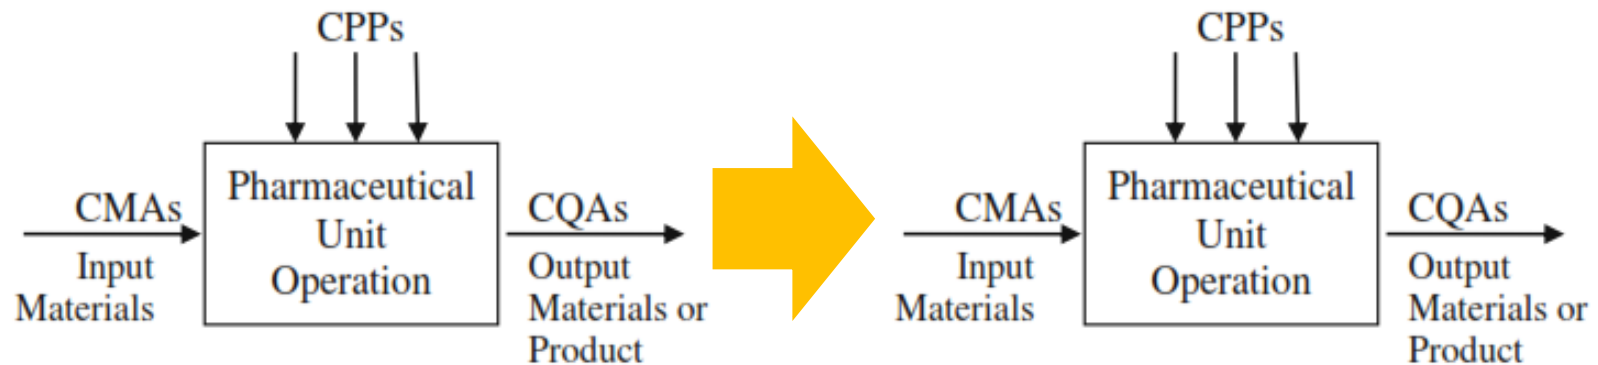 CPPs
CMAs
Input
Materials
Pharmaceutical
Unit
Operation
CQAs
Output
Materials or
Product
CPPs
CMAs
Input
Materials
Pharmaceutical
Unit
Operation
CQAs
Output
Materials or
Product